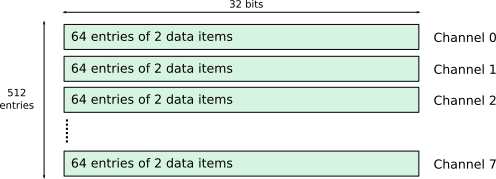 32 bits
64 entries of 2 data items Channel 0
64 entries of 2 data items Channel 1
64 entries of 2 data items Channel 2
512
entries
64 entries of 2 data items Channel 7